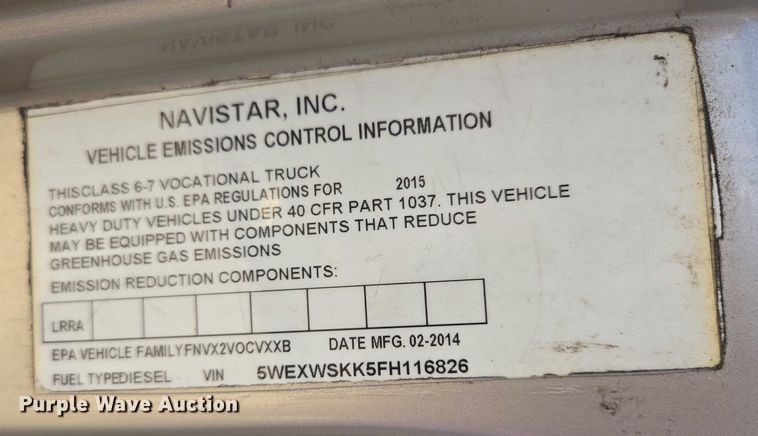 NAVISTAR, INC.
VEHICLE EMISSIONS CONTROL INFORMATION
THISCLASS 6-7 VOCATIONAL TRUCK
CONFORMS WITH U.S. EPA REGULATIONS FOR 2015
HEAVY DUTY VEHICLES UNDER 40 CFR PART 1037. THIS VEHICLE
MAY BE EQUIPPED WITH COMPONENTS THAT REDUCE
GREENHOUSE GAS EMISSIONS
EMISSION REDUCTION COMPONENTS:
LRRA
EPA VEHICLE FAMILYFNVX2VOCVXXB DATE MFG. 02-2014
FUEL TYPEDIESEL VIN 5WEXWSKK5FH116826
Purple Wave Auction